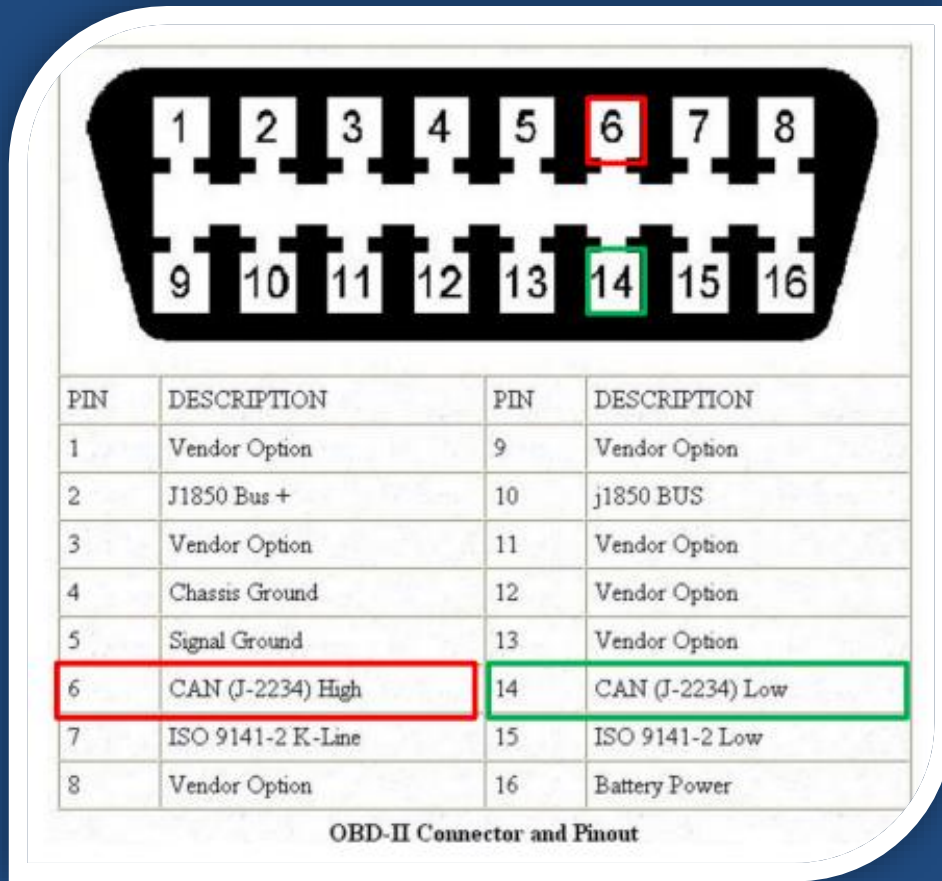 1 2 3 4 5 6 7 8
9 10 11 12 13 14 15 16
PIN DESCRIPTION PIN DESCRIPTION
1 Vendor Option 9 Vendor Option
2 J1850 Bus + 10 j1850 BUS
3 Vendor Option 11 Vendor Option
4 Chassis Ground 12 Vendor Option
5 Signal Ground 13 Vendor Option
6 CAN (J-2234) High 14 CAN (J-2234) Low
7 ISO 9141-2 K-Line 15 ISO 9141-2 Low
8 Vendor Option 16 Battery Power
OBD-II Connector and Pinout